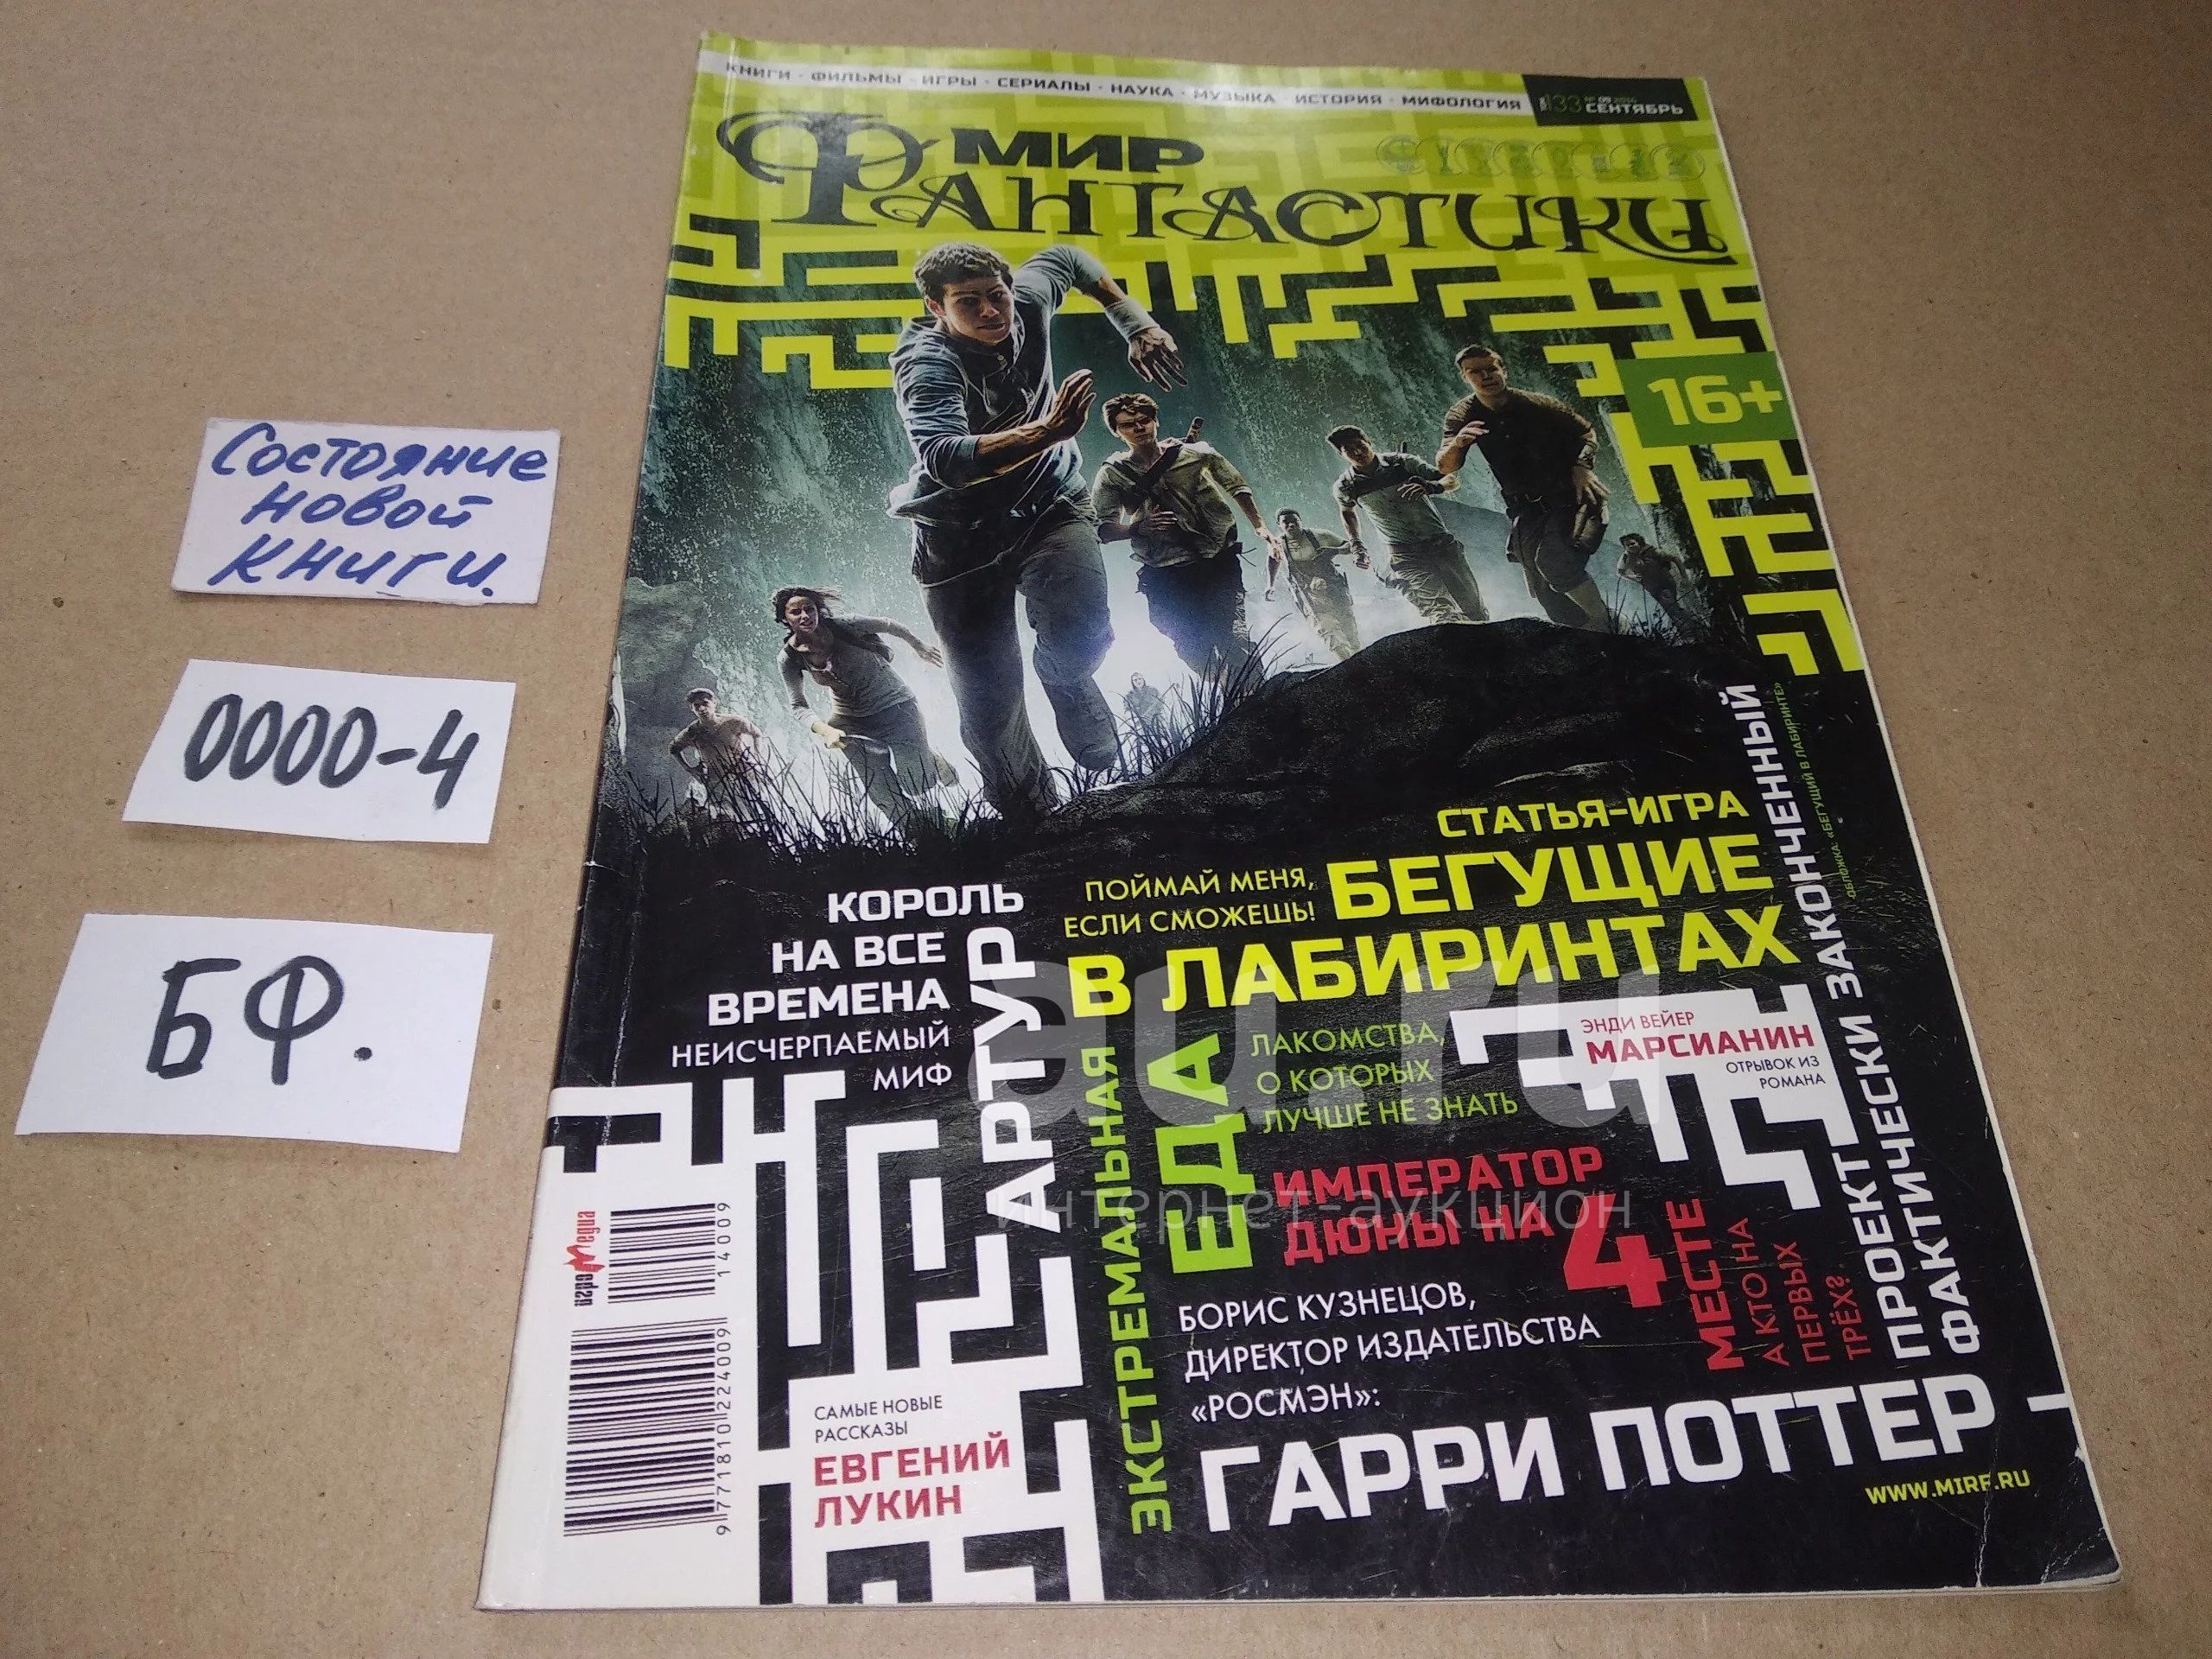 КНИГИ · ФИЛЬМЫ · ИГРЫ · СЕРИАЛЫ · НАУКА · МУЗЫКА · ИСТОРИЯ · МИФОЛОГИЯ
133 № 09 2014
СЕНТЯБРЬ
МИР
ФАНТАСТИКИ
16+
Состояние
новой
книги.
0000-4
БФ.
ОБЛОЖКА: «БЕГУЩИЙ В ЛАБИРИНТЕ»
СТАТЬЯ-ИГРА
ПОЙМАЙ МЕНЯ,
ЕСЛИ СМОЖЕШЬ!
БЕГУЩИЕ
В ЛАБИРИНТАХ
КОРОЛЬ
НА ВСЕ
ВРЕМЕНА
НЕИСЧЕРПАЕМЫЙ
МИФ
АРТУР
ЭКСТРЕМАЛЬНАЯ
ЕДА
ЛАКОМСТВА,
О КОТОРЫХ
ЛУЧШЕ НЕ ЗНАТЬ
ЭНДИ ВЕЙЕР
МАРСИАНИН
ОТРЫВОК ИЗ
РОМАНА
ИМПЕРАТОР
ДЮНЫ НА
4
МЕСТЕ
А КТО НА
ПЕРВЫХ
ТРЁХ?
БОРИС КУЗНЕЦОВ,
ДИРЕКТОР ИЗДАТЕЛЬСТВА
«РОСМЭН»:
ГАРРИ ПОТТЕР
ПРОЕКТ
ФАКТИЧЕСКИ ЗАКОНЧЕННЫЙ
WWW.MIRF.RU
САМЫЕ НОВЫЕ
РАССКАЗЫ
ЕВГЕНИЙ
ЛУКИН
игроМедиа
14009
9 771810 224009
au.ru
интернет-аукцион